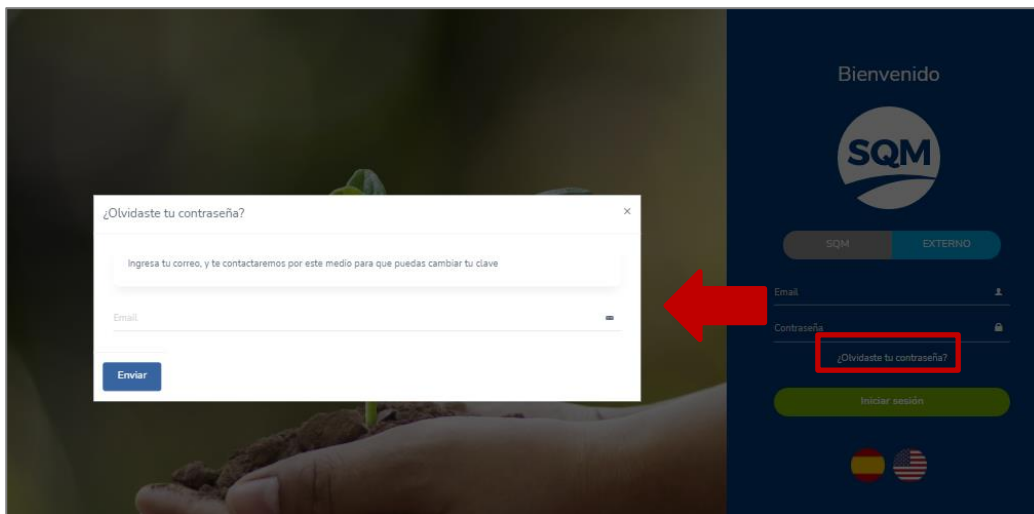 Bienvenido
SQM
SQM EXTERNO
Email
Contraseña
¿Olvidaste tu contraseña?
Iniciar sesión
¿Olvidaste tu contraseña? ×
Ingresa tu correo, y te contactaremos por este medio para que puedas cambiar tu clave
Email
Enviar